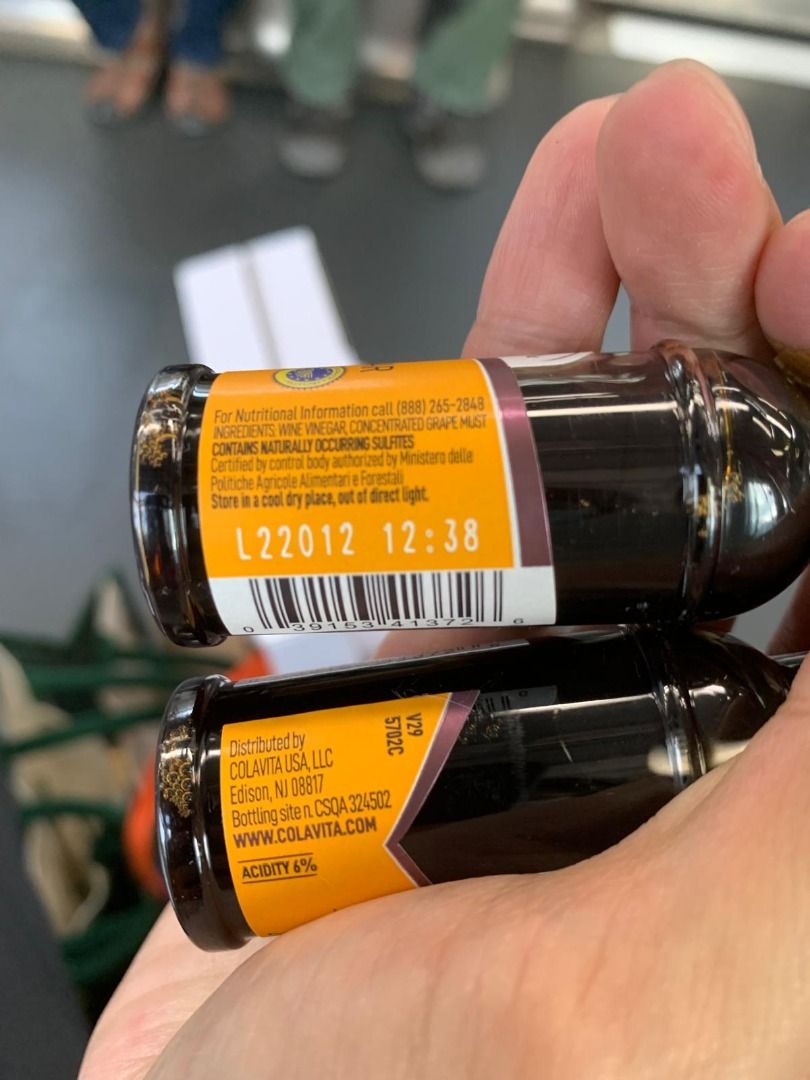 For Nutritional Information call (888) 265-2848
INGREDIENTS: WINE VINEGAR, CONCENTRATED GRAPE MUST
CONTAINS NATURALLY OCCURRING SULFITES
Certified by control body authorized by Ministero delle
Politiche Agricole Alimentari e Forestali
Store in a cool dry place, out of direct light.
L22012 12:38
0 39153 41372 6
V29
5702C
Distributed by
COLAVITA USA, LLC
Edison, NJ 08817
Bottling site n. CSQA 324502
WWW.COLAVITA.COM
ACIDITY 6%